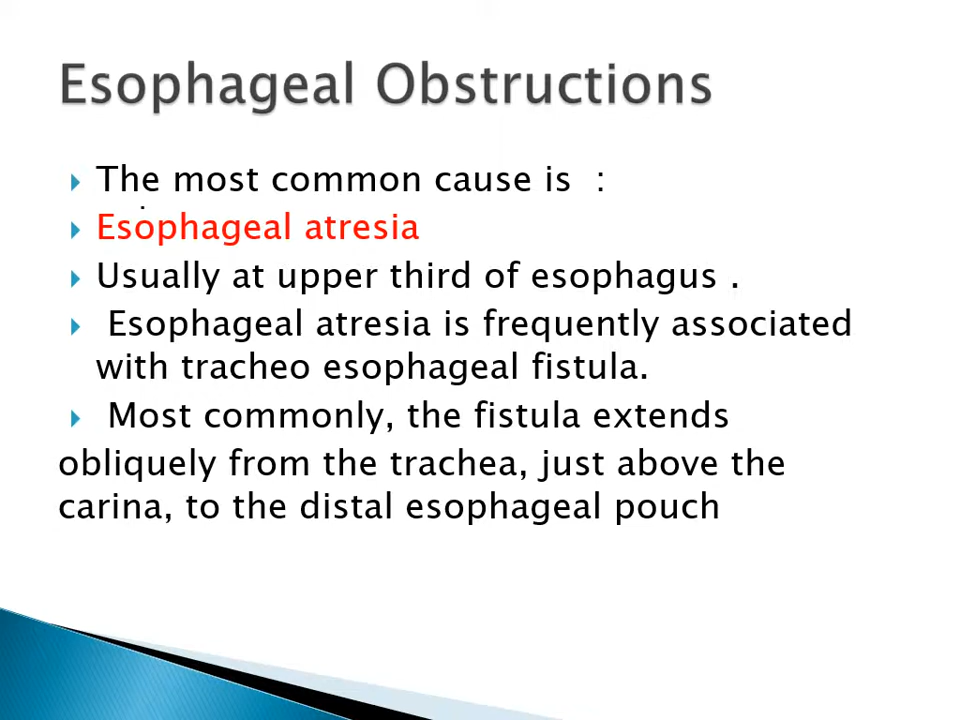 Esophageal Obstructions
The most common cause is :
Esophageal atresia
Usually at upper third of esophagus .
Esophageal atresia is frequently associated
with tracheo esophageal fistula.
Most commonly, the fistula extends
obliquely from the trachea, just above the
carina, to the distal esophageal pouch